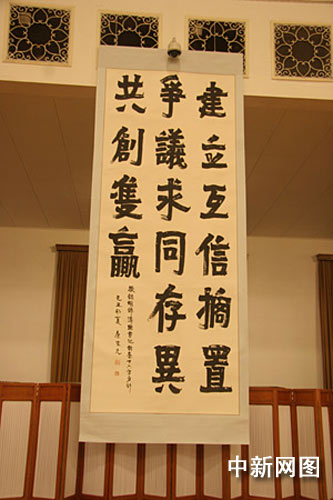 建立互信擱置
爭議求同存異
共創雙贏
中新网图